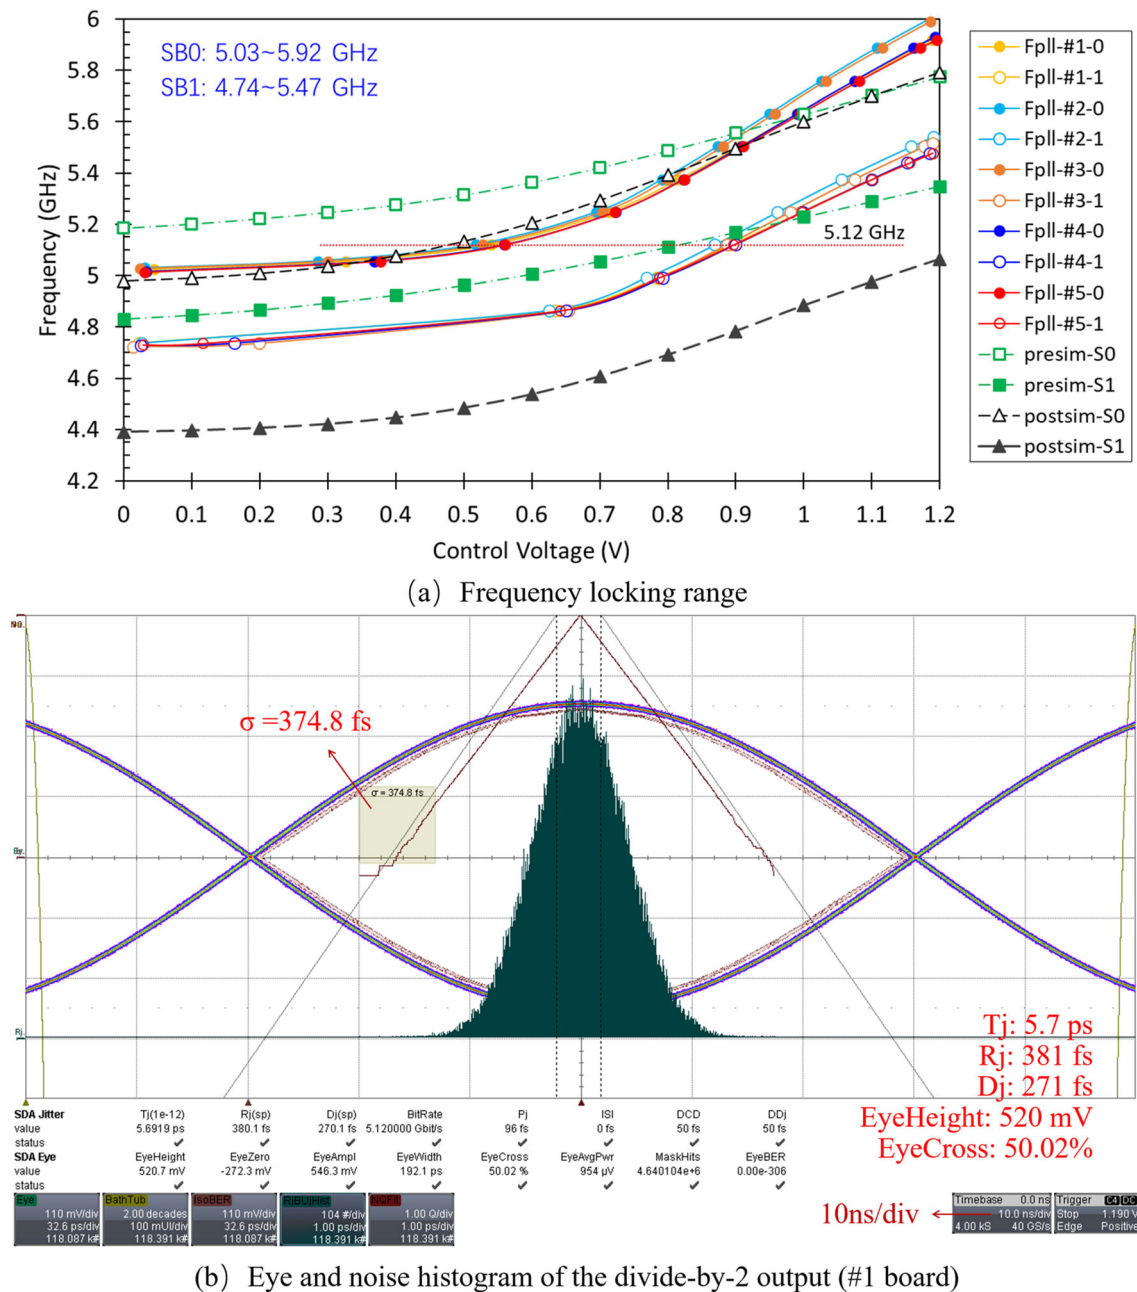 6
5.8
5.6
5.4
5.2
5
4.8
4.6
4.4
4.2
Frequency (GHz)
SB0: 5.03~5.92 GHz
SB1: 4.74~5.47 GHz
5.12 GHz
0 0.1 0.2 0.3 0.4 0.5 0.6 0.7 0.8 0.9 1 1.1 1.2
Control Voltage (V)
Fpll-#1-0
Fpll-#1-1
Fpll-#2-0
Fpll-#2-1
Fpll-#3-0
Fpll-#3-1
Fpll-#4-0
Fpll-#4-1
Fpll-#5-0
Fpll-#5-1
presim-S0
presim-S1
postsim-S0
postsim-S1
(a) Frequency locking range
σ =374.8 fs
σ = 374.8 fs
Rj
Tj: 5.7 ps
Rj: 381 fs
Dj: 271 fs
EyeHeight: 520 mV
EyeCross: 50.02%
SDA Jitter Tj(1e-12) Rj(sp) Dj(sp) BitRate Pj ISI DCD DDj
value 5.6919 ps 380.1 fs 270.1 fs 5.120000 Gbit/s 96 fs 0 fs 50 fs 50 fs
status
SDA Eye EyeHeight EyeZero EyeAmpl EyeWidth EyeCross EyeAvgPwr MaskHits EyeBER
value 520.7 mV -272.3 mV 546.3 mV 192.1 ps 50.02 % 954 µV 4.640104e+6 0.00e-306
status
Eye BathTub IsoBER RjBUjHist NQFit
110 mV/div 2.00 decades 110 mV/div 104 #/div 1.00 Q/div
32.6 ps/div 100 mUI/div 32.6 ps/div 1.00 ps/div 1.00 ps/div
118.087 k# 118.391 k# 118.087 k# 118.391 k# 118.391 k#
10ns/div
Timebase 0.0 ns Trigger C4 DC
10.0 ns/div Stop 1.190 V
4.00 kS 40 GS/s Edge Positive
(b) Eye and noise histogram of the divide-by-2 output (#1 board)